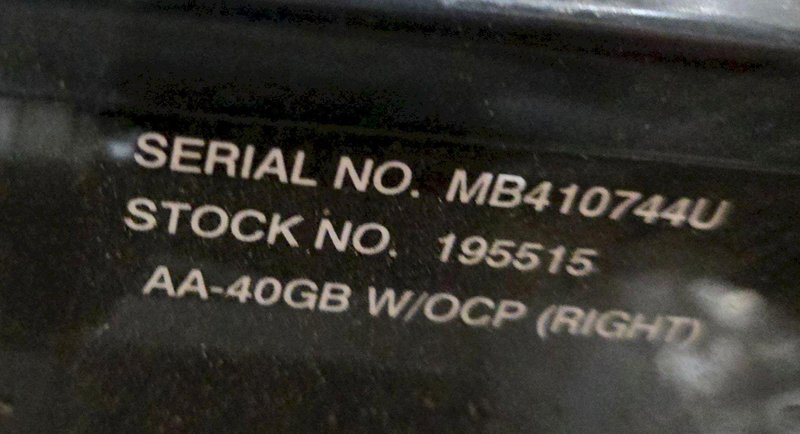 SERIAL NO. MB410744U
STOCK NO. 195515
AA-40GB W/OCP (RIGHT)